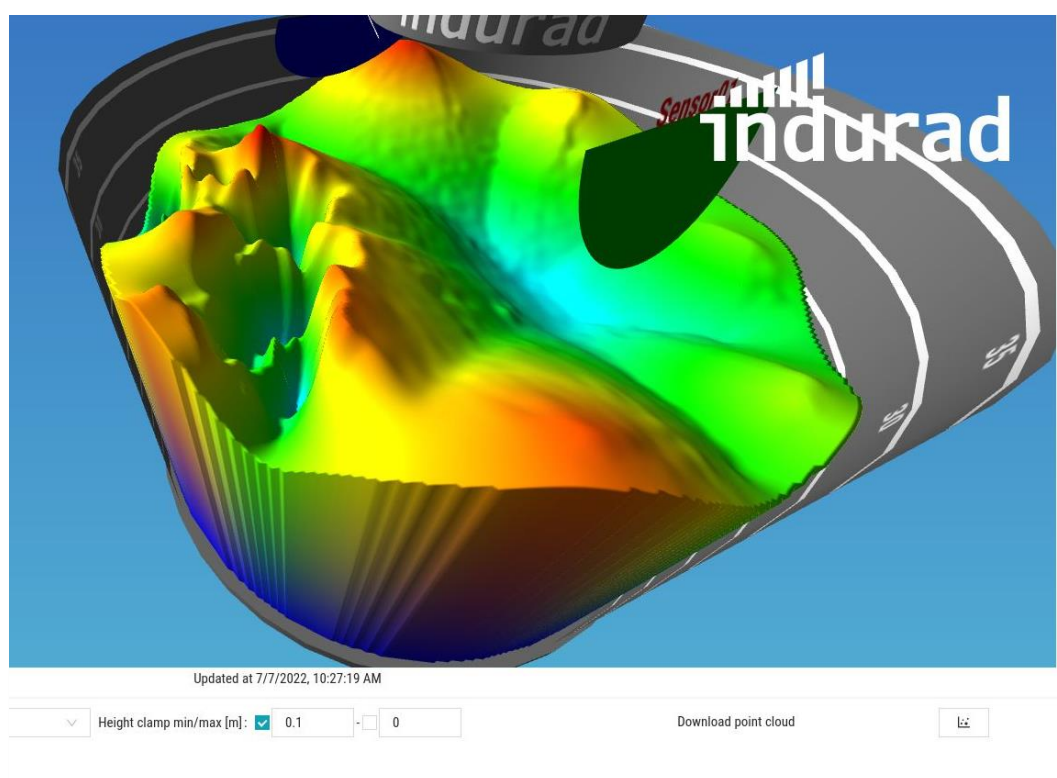 indurad
Sensor01
indurad
35
30
Updated at 7/7/2022, 10:27:19 AM
Height clamp min/max [m] : 0.1 - 0
Download point cloud